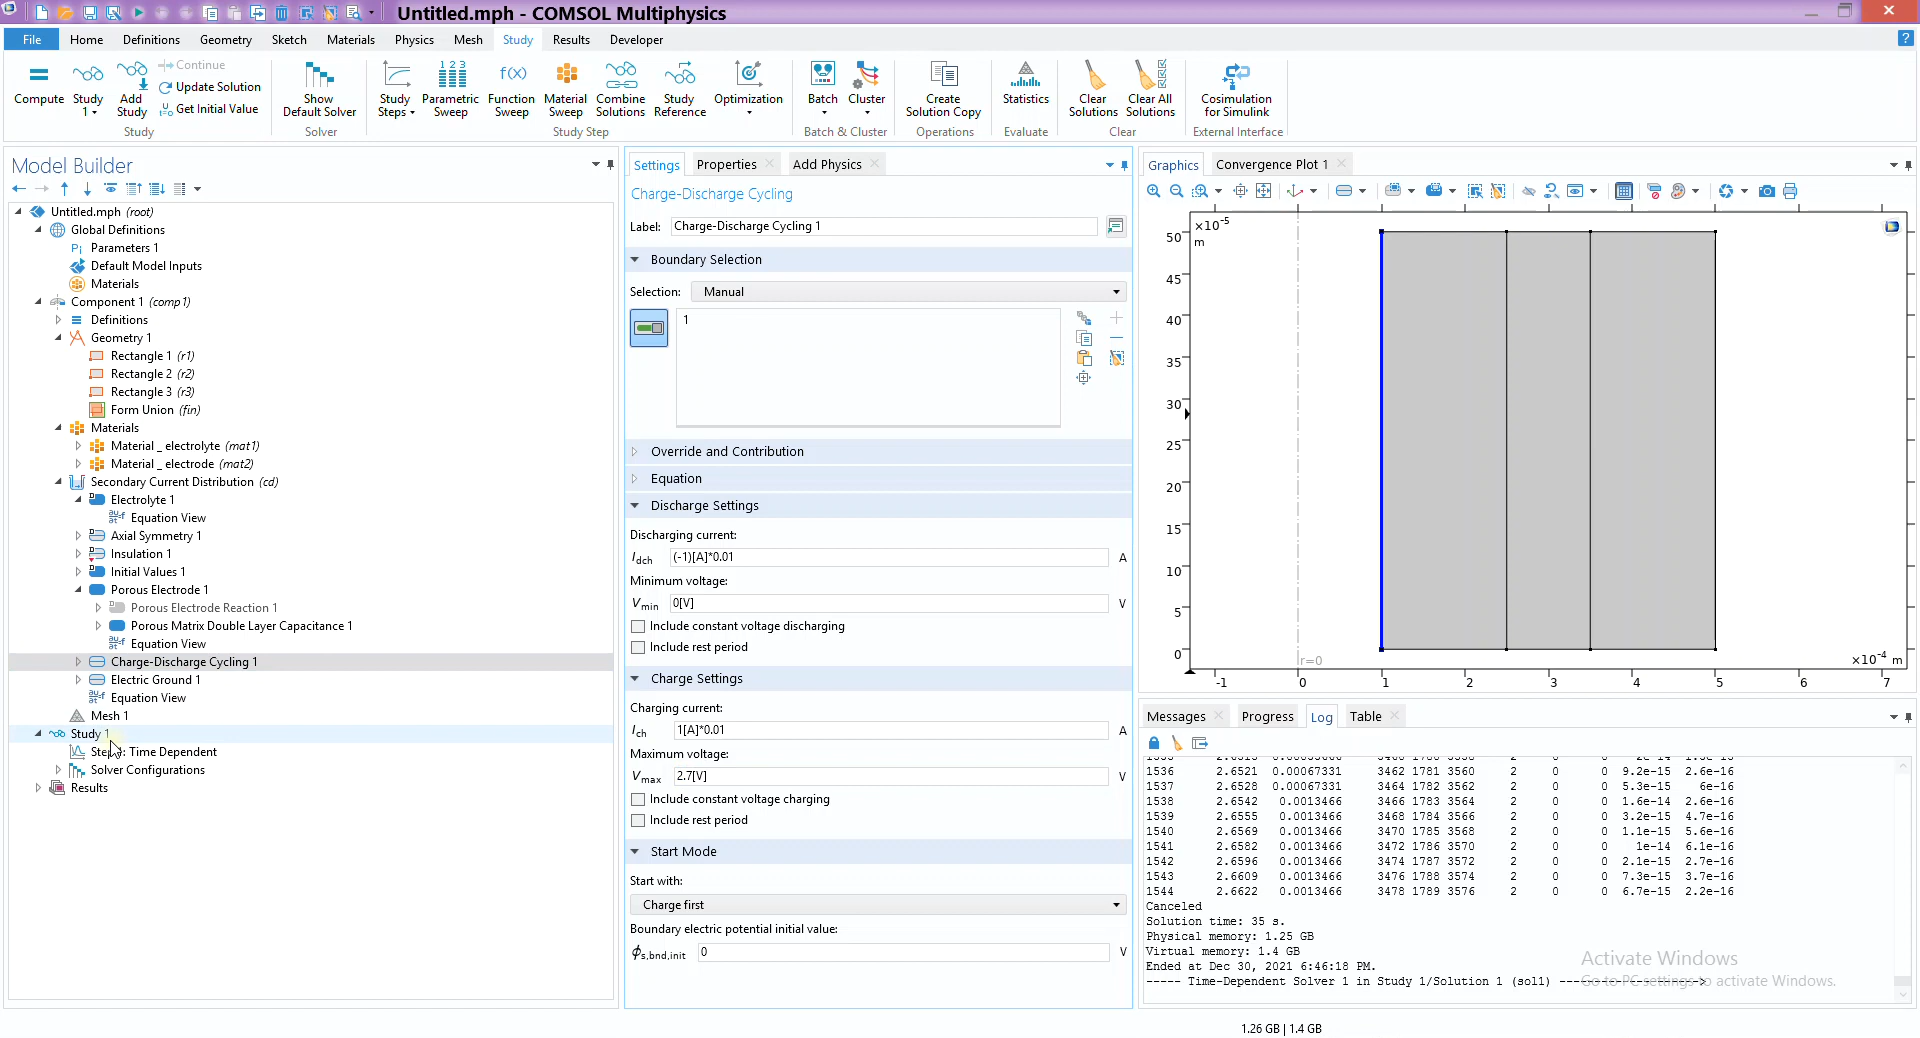 Untitled.mph - COMSOL Multiphysics
File Home Definitions Geometry Sketch Materials Physics Mesh Study Results Developer
Compute
Study 1
Add Study
Continue
Update Solution
Get Initial Value
Study
Show Default Solver
Solver
Study Steps
Parametric Sweep
Function Sweep
Material Sweep
Combine Solutions
Study Reference
Optimization
Study Step
Batch
Cluster
Batch & Cluster
Create Solution Copy
Operations
Statistics
Evaluate
Clear Solutions
Clear All Solutions
Clear
Cosimulation for Simulink
External Interface
Model Builder
Untitled.mph (root)
Global Definitions
Pi Parameters 1
Default Model Inputs
Materials
Component 1 (comp1)
Definitions
Geometry 1
Rectangle 1 (r1)
Rectangle 2 (r2)
Rectangle 3 (r3)
Form Union (fin)
Materials
Material _ electrolyte (mat1)
Material _ electrode (mat2)
Secondary Current Distribution (cd)
Electrolyte 1
Equation View
Axial Symmetry 1
Insulation 1
Initial Values 1
Porous Electrode 1
Porous Electrode Reaction 1
Porous Matrix Double Layer Capacitance 1
Equation View
Charge-Discharge Cycling 1
Electric Ground 1
Equation View
Mesh 1
Study 1
Step : Time Dependent
Solver Configurations
Results
Settings Properties Add Physics
Charge-Discharge Cycling
Label: Charge-Discharge Cycling 1
Boundary Selection
Selection: Manual
1
Override and Contribution
Equation
Discharge Settings
Discharging current:
Idch (-1)[A]*0.01 A
Minimum voltage:
Vmin 0[V] V
Include constant voltage discharging
Include rest period
Charge Settings
Charging current:
Ich 1[A]*0.01 A
Maximum voltage:
Vmax 2.7[V] V
Include constant voltage charging
Include rest period
Start Mode
Start with:
Charge first
Boundary electric potential initial value:
ϕs,bnd,init 0 V
Graphics Convergence Plot 1
×10-5
m
50
45
40
35
30
25
20
15
10
5
0
r=0
×10-4 m
-1 0 1 2 3 4 5 6 7
Messages Progress Log Table
1536 2.6521 0.00067331 3462 1781 3560 2 0 0 9.2e-15 2.6e-16
1537 2.6528 0.00067331 3464 1782 3562 2 0 0 5.3e-15 6e-16
1538 2.6542 0.0013466 3466 1783 3564 2 0 0 1.6e-14 2.6e-16
1539 2.6555 0.0013466 3468 1784 3566 2 0 0 3.2e-15 4.7e-16
1540 2.6569 0.0013466 3470 1785 3568 2 0 0 1.1e-15 5.6e-16
1541 2.6582 0.0013466 3472 1786 3570 2 0 0 1e-14 6.1e-16
1542 2.6596 0.0013466 3474 1787 3572 2 0 0 2.1e-15 2.7e-16
1543 2.6609 0.0013466 3476 1788 3574 2 0 0 7.3e-15 3.7e-16
1544 2.6622 0.0013466 3478 1789 3576 2 0 0 6.7e-15 2.2e-16
Canceled
Solution time: 35 s.
Physical memory: 1.25 GB
Virtual memory: 1.4 GB
Ended at Dec 30, 2021 6:46:18 PM.
----- Time-Dependent Solver 1 in Study 1/Solution 1 (sol1) ---------------->
Activate Windows
Go to PC settings to activate Windows.
1.26 GB | 1.4 GB